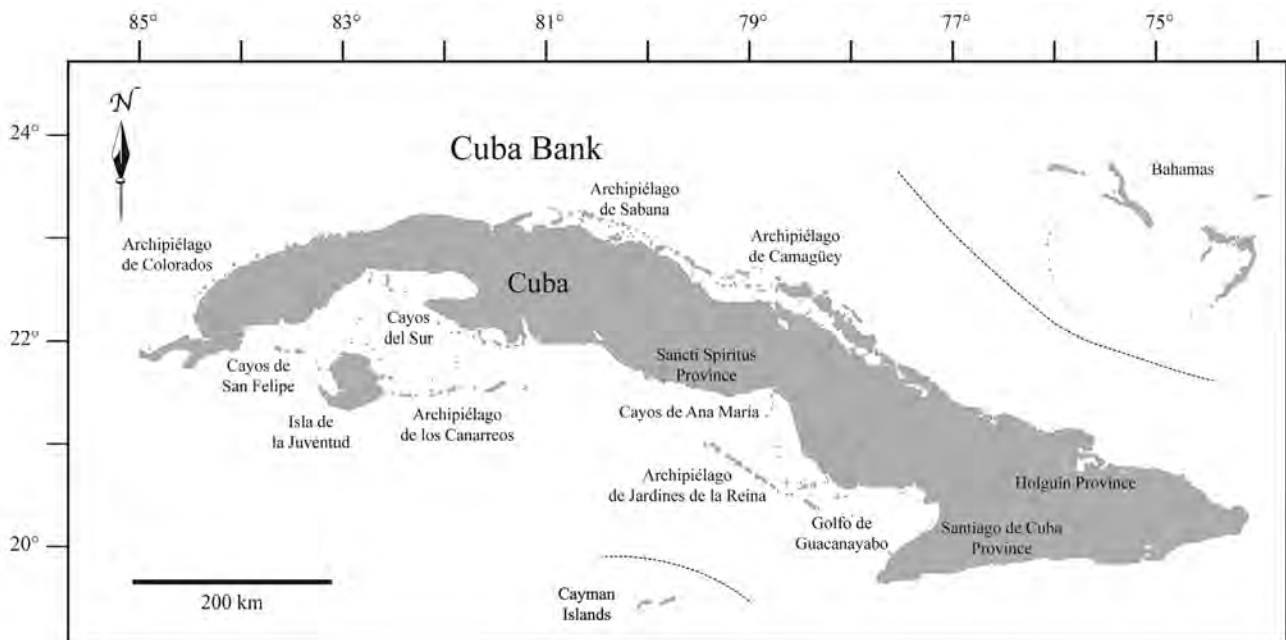 85°
83°
81°
79°
77°
75°
N
24°
22°
20°
Cuba Bank
Archipiélago
de Sabana
Bahamas
Archipiélago
de Colorados
Archipiélago
de Camagüey
Cuba
Cayos
del Sur
Cayos de
San Felipe
Sancti Spiritus
Province
Isla de
la Juventud
Archipiélago
de los Canarreos
Cayos de Ana María
Archipiélago
de Jardines de la Reina
Holguín Province
Golfo de
Guacanayabo
Santiago de Cuba
Province
200 km
Cayman
Islands